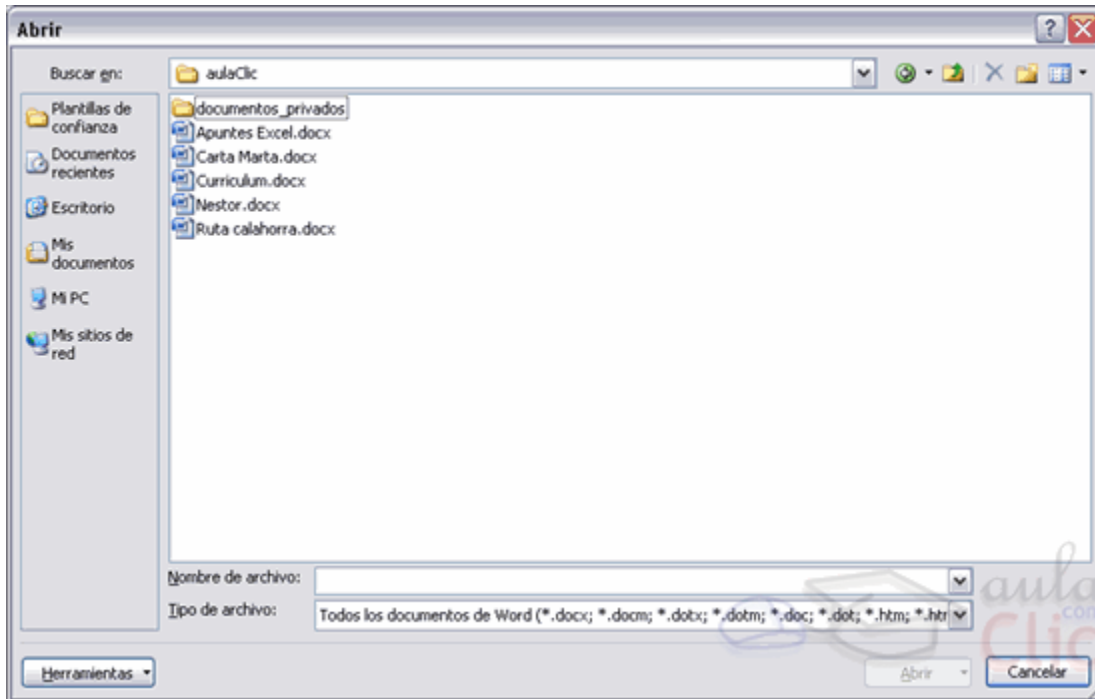 Abrir
Buscar en:
aulaClic
Plantillas de
confianza
Documentos
recientes
Escritorio
Mis
documentos
Mi PC
Mis sitios de
red
documentos_privados
Apuntes Excel.docx
Carta Marta.docx
Curriculum.docx
Nestor.docx
Ruta calahorra.docx
Nombre de archivo:
Tipo de archivo:
Todos los documentos de Word (*.docx; *.docm; *.dotx; *.dotm; *.doc; *.dot; *.htm; *.htr
Herramientas
Abrir
Cancelar
aula
Clic
com